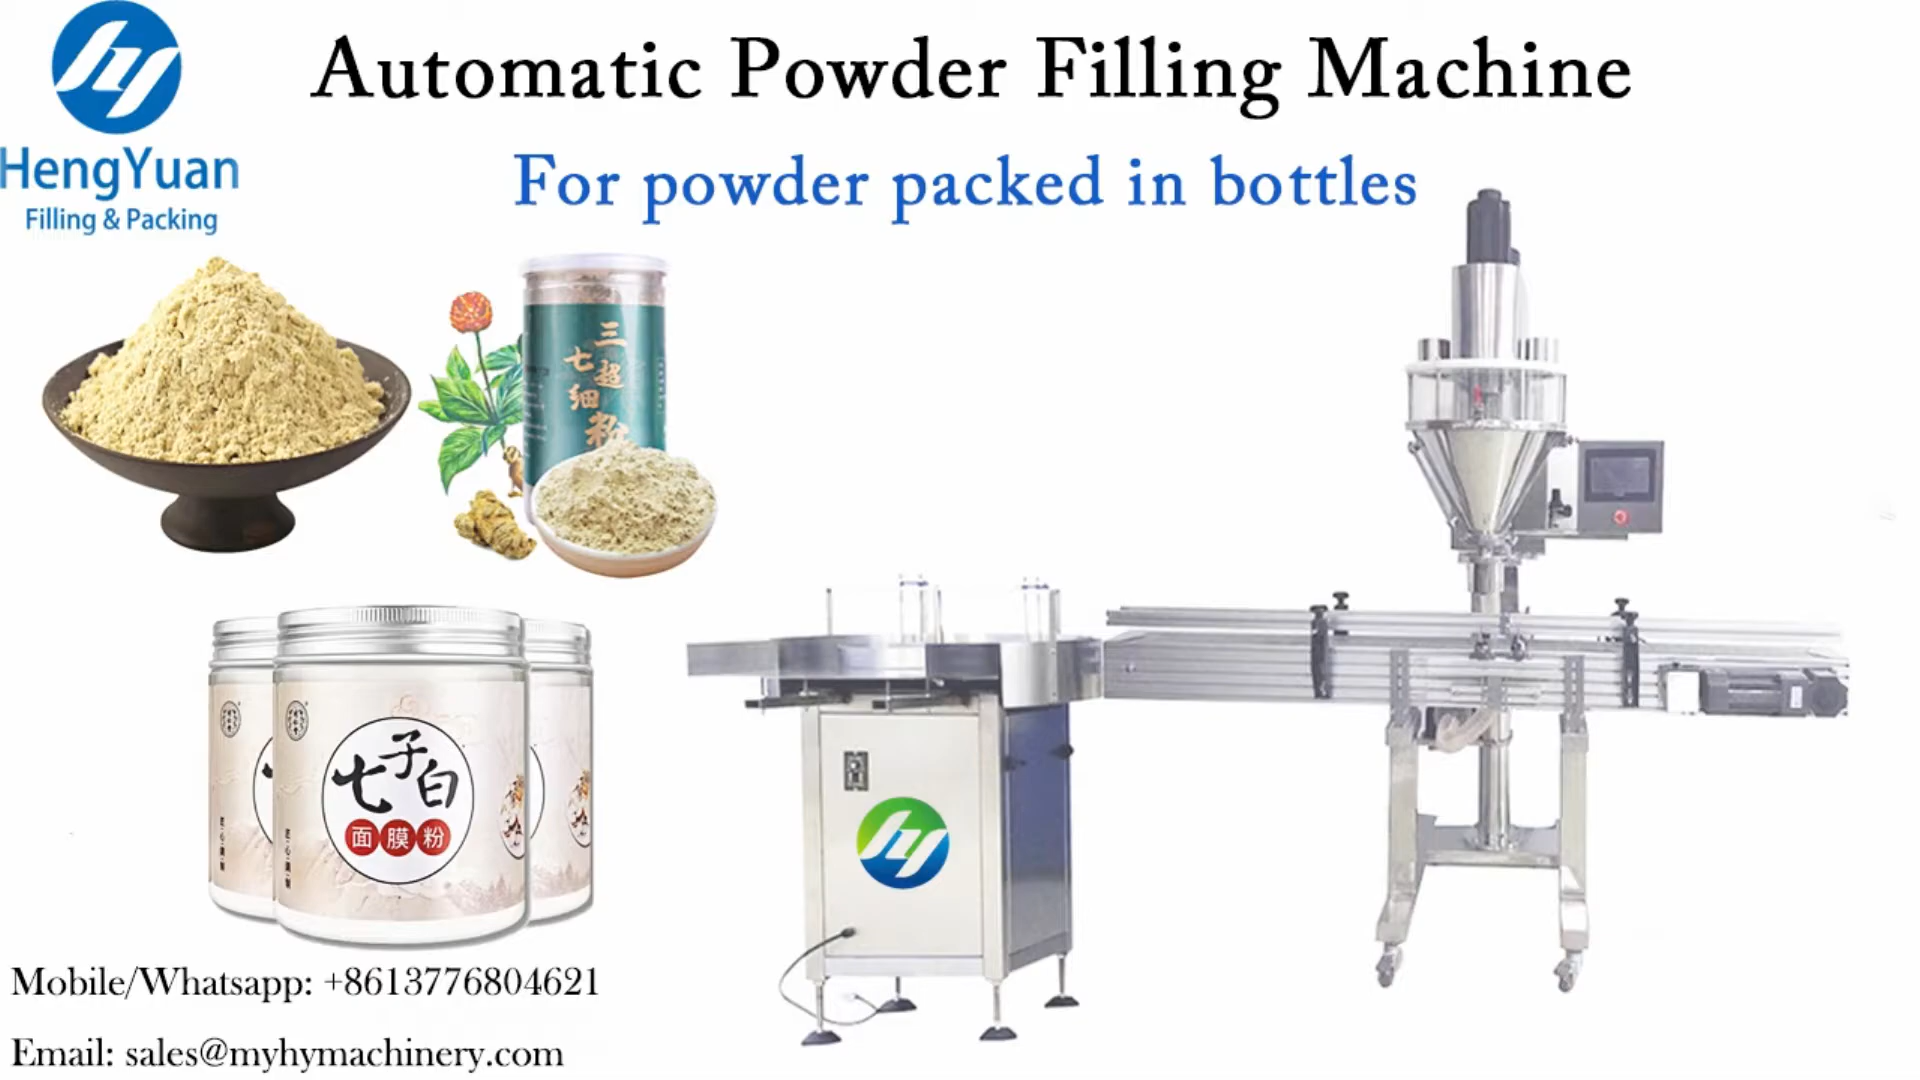 Automatic Powder Filling Machine
For powder packed in bottles
HengYuan
Filling & Packing
三
七超
细
粉
七子白
面膜粉
Mobile/Whatsapp: +8613776804621
Email: sales@myhymachinery.com